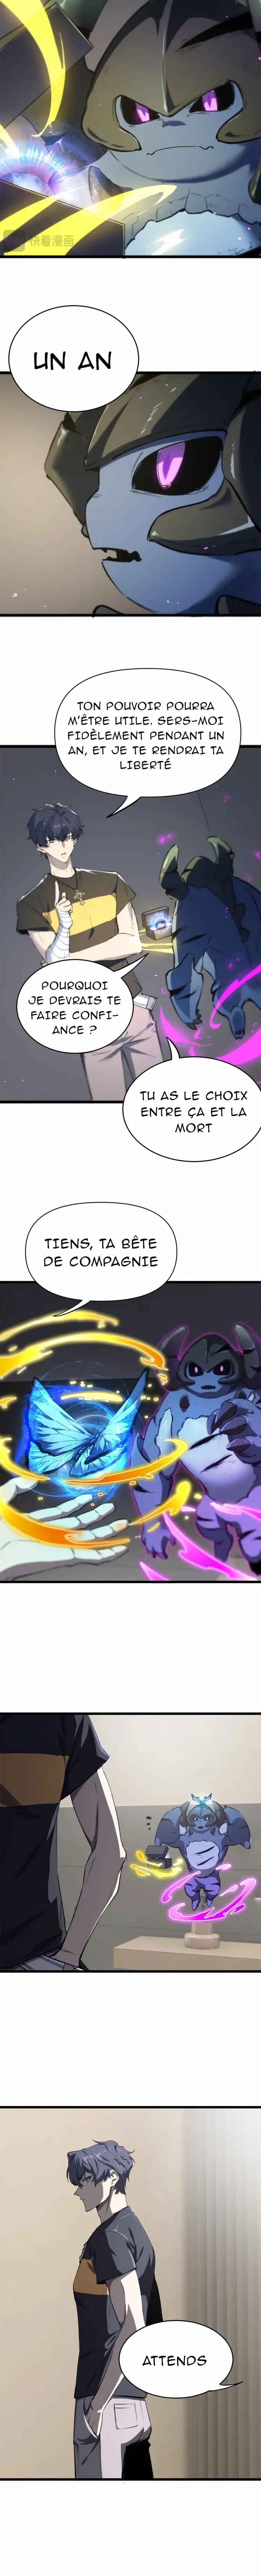 快看漫画
UN AN
TON POUVOIR POURRA
M'ÊTRE UTILE. SERS-MOI
FIDÈLEMENT PENDANT UN
AN, ET JE TE RENDRAI TA
LIBERTÉ
POURQUOI
JE DEVRAIS TE
FAIRE CONFI-
ANCE ?
TU AS LE CHOIX
ENTRE ÇA ET LA
MORT
TIENS, TA BÊTE
DE COMPAGNIE
ATTENDS